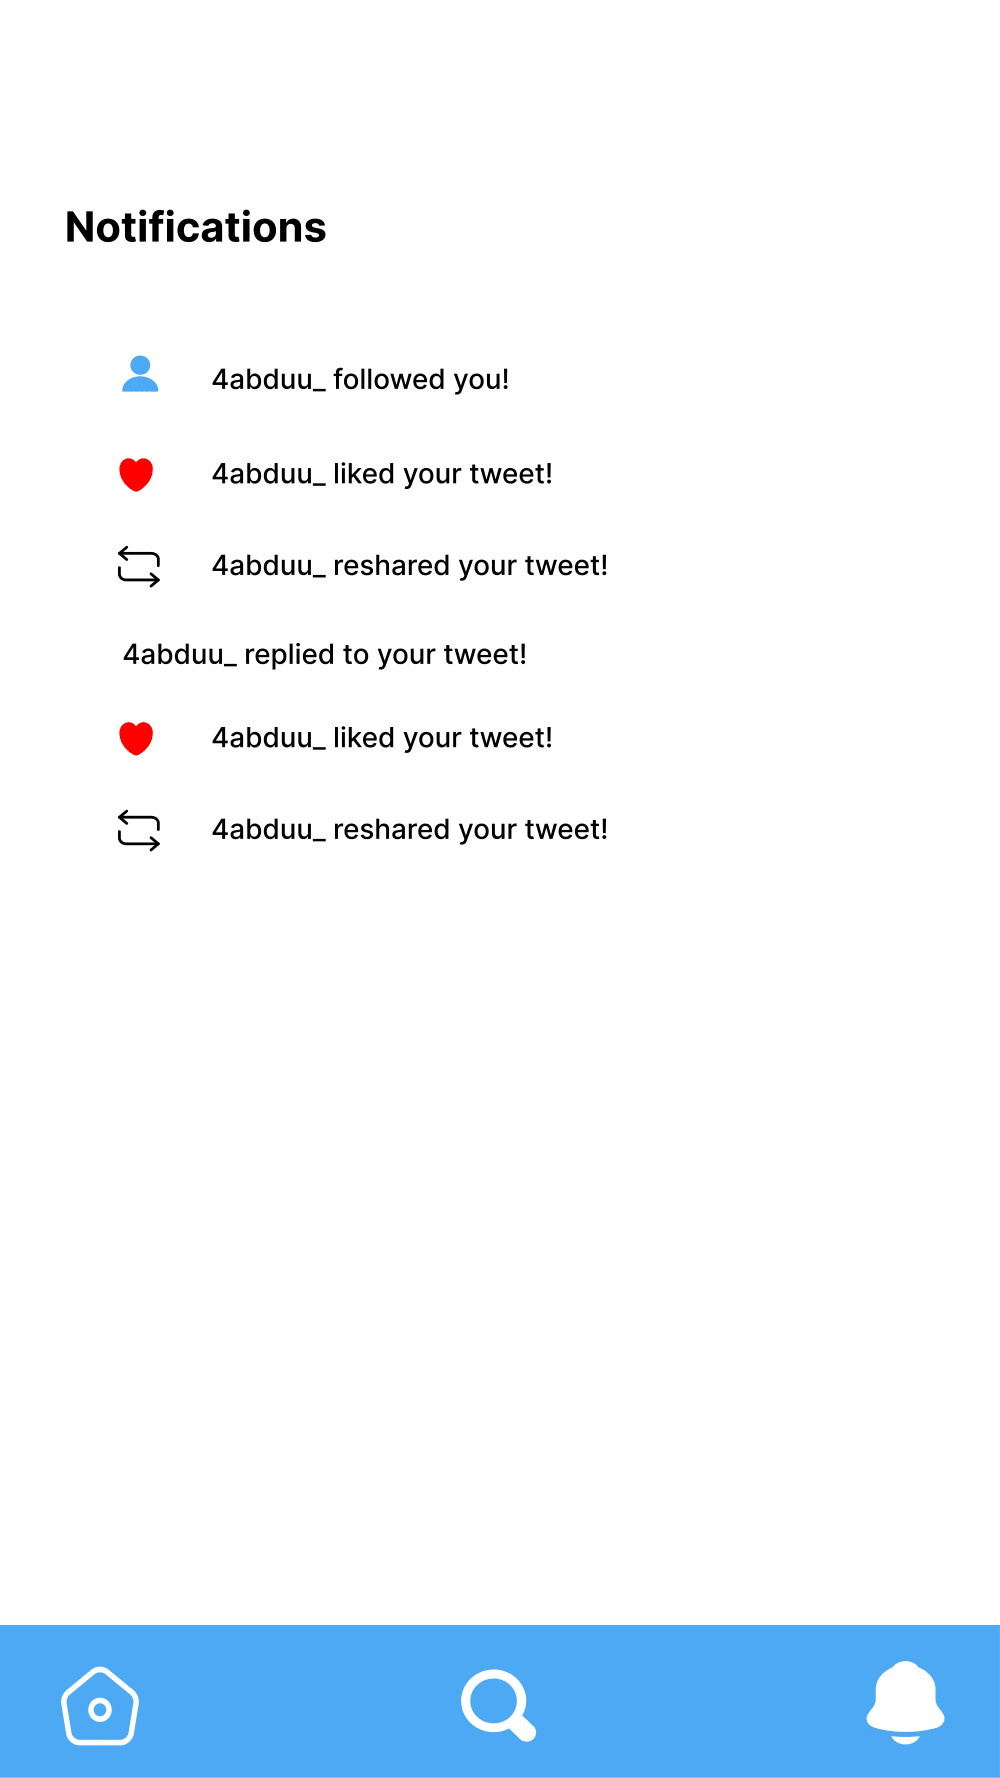 Notifications
4abduu_ followed you!
4abduu_ liked your tweet!
4abduu_ reshared your tweet!
4abduu_ replied to your tweet!
4abduu_ liked your tweet!
4abduu_ reshared your tweet!